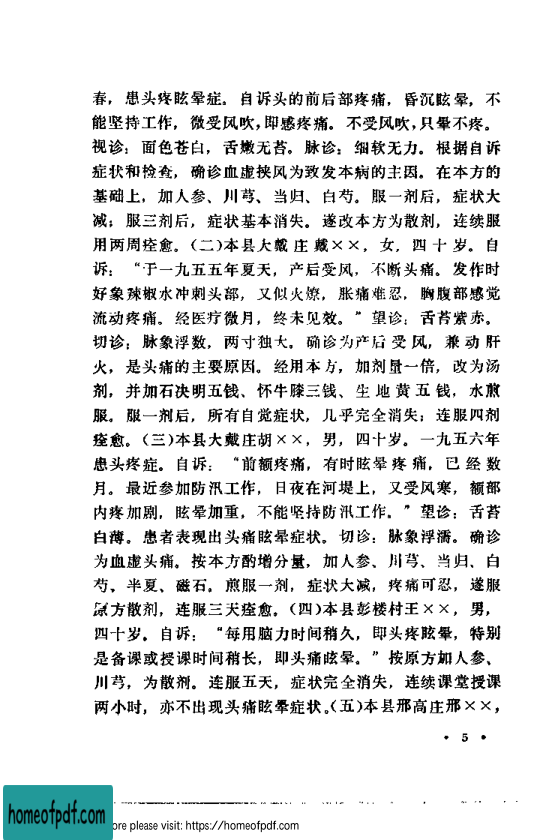 春，患头疼眩晕症。自诉头的前后部疼痛，昏沉眩晕，不
能坚持工作，微受风吹，即感疼痛。不受风吹，只晕不疼。
视诊：面色苍白，舌嫩无苔。脉诊：细软无力。根据自诉
症状和检查，确诊血虚挟风为致发本病的主因。在本方的
基础上，加人参、川芎、当归、白芍。服一剂后，症状大
减；服三剂后，症状基本消失。遂改本方为散剂，连续服
用两周痊愈。（二）本县大戴庄戴××，女，四十岁。自
诉：“于一九五五年夏天，产后受风，不断头痛。发作时
好象辣椒水冲刺头部，又似火燎，胀痛难忍，胸腹部感觉
流动疼痛。经医疗微月，终未见效。”望诊：舌苔紫赤。
切诊：脉象浮数，两寸独大。确诊为产后受风，兼动肝
火，是头痛的主要原因。经用本方，加剂量一倍，改为汤
剂，并加石决明五钱、怀牛膝三钱、生地黄五钱，水煎
服。服一剂后，所有自觉症状，几乎完全消失；连服四剂
痊愈。（三）本县大戴庄胡××，男，四十岁。一九五六年
患头疼症。自诉：“前额疼痛，有时眩晕疼痛，已经数
月。最近参加防汛工作，日夜在河堤上，又受风寒，额部
内疼加剧，眩晕加重，不能坚持防汛工作。”望诊：舌苔
白薄。患者表现出头痛眩晕症状。切诊：脉象浮濡。确诊
为血虚头痛。按本方酌增分量，加人参、川芎、当归、白
芍、半夏、磁石。煎服一剂，症状大减，疼痛可忍，遂服
原方散剂，连服三天痊愈。（四）本县彭楼村王××，男，
四十岁。自诉：“每用脑力时间稍久，即头疼眩晕，特别
是备课或授课时间稍长，即头痛眩晕。”按原方加人参、
川芎，为散剂。连服五天，症状完全消失，连续课堂授课
两小时，亦不出现头痛眩晕症状。（五）本县邢高庄邢××，
• 5 •
homeofpdf.com
ore please visit: https://homeofpdf.com